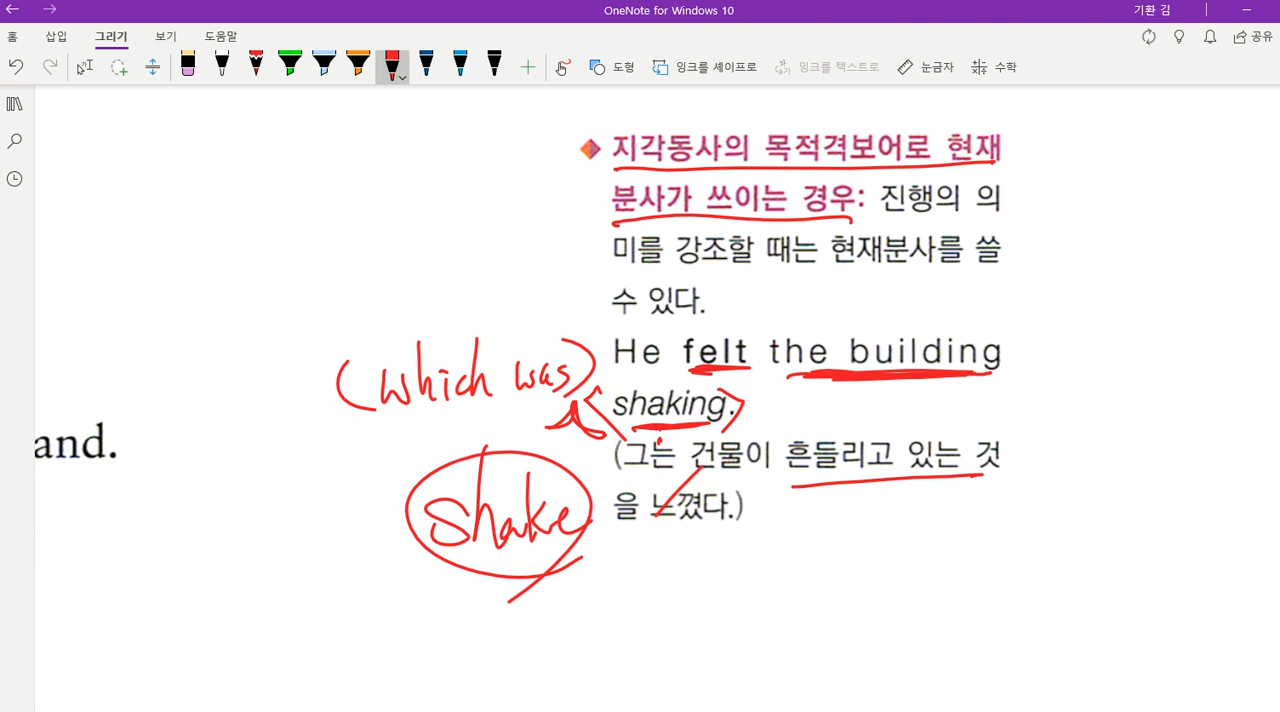 OneNote for Windows 10
기환 김
홈 삽입 그리기 보기 도움말
공유
도형 잉크를 셰이프로 잉크를 텍스트로 눈금자 수학
지각동사의 목적격보어로 현재
분사가 쓰이는 경우: 진행의 의
미를 강조할 때는 현재분사를 쓸
수 있다.
He felt the building
(which was)
shaking.
and.
(그는 건물이 흔들리고 있는 것
을 느꼈다.)
shake